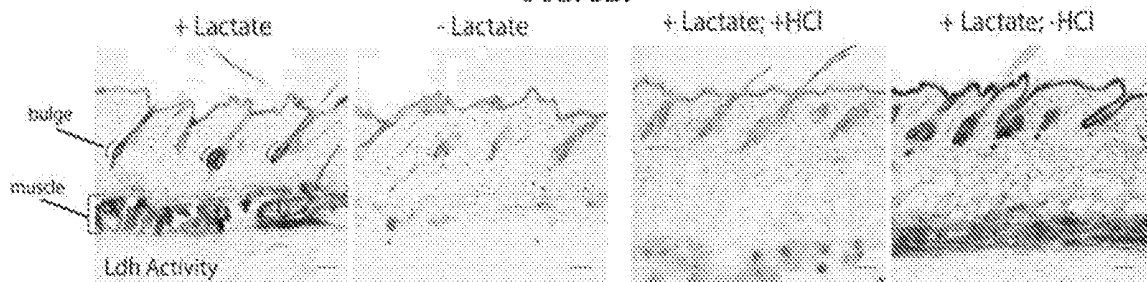 + Lactate
- Lactate
+ Lactate; +HCl
+ Lactate; -HCl
bulge
muscle
Ldh Activity